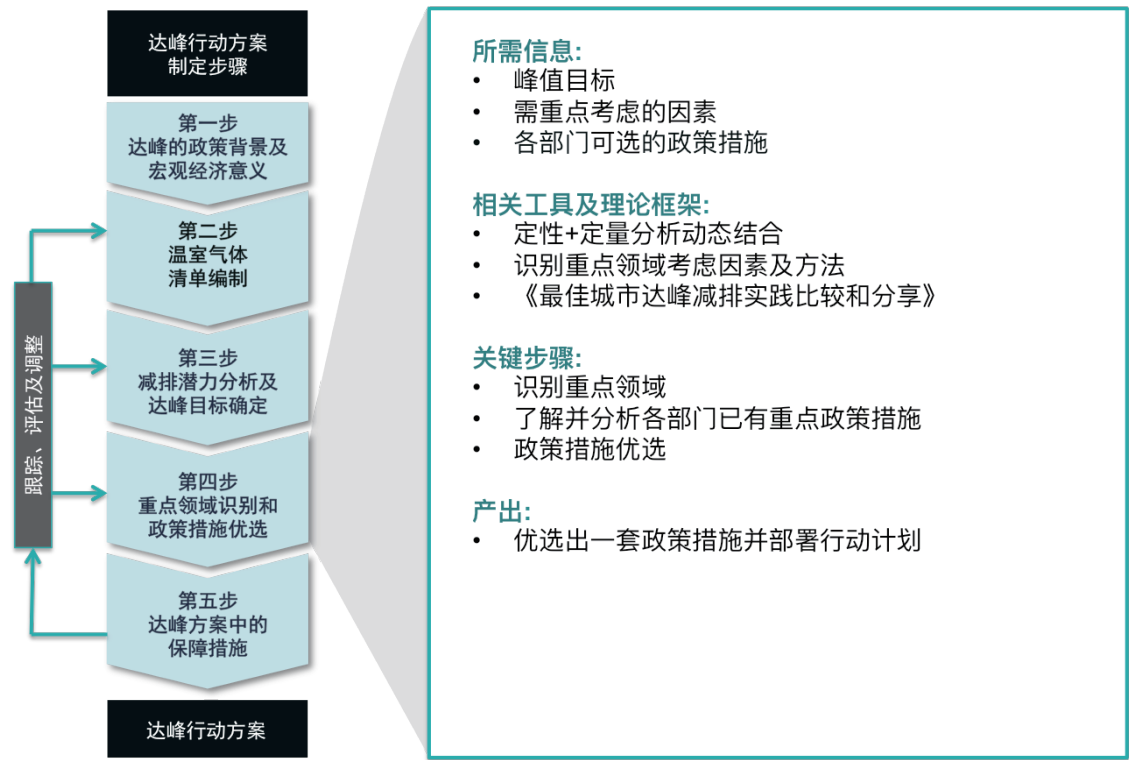 达峰行动方案
制定步骤
第一步
达峰的政策背景及
宏观经济意义
第二步
温室气体
清单编制
第三步
减排潜力分析及
达峰目标确定
第四步
重点领域识别和
政策措施优选
第五步
达峰方案中的
保障措施
达峰行动方案
跟踪、评估及调整
所需信息:
• 峰值目标
• 需重点考虑的因素
• 各部门可选的政策措施
相关工具及理论框架:
• 定性+定量分析动态结合
• 识别重点领域考虑因素及方法
• 《最佳城市达峰减排实践比较和分享》
关键步骤:
• 识别重点领域
• 了解并分析各部门已有重点政策措施
• 政策措施优选
产出:
• 优选出一套政策措施并部署行动计划